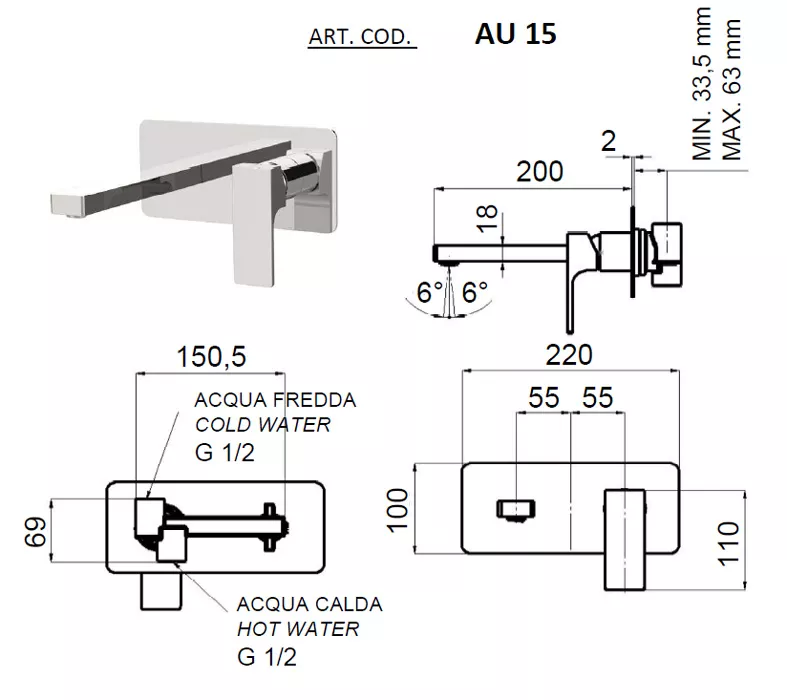 ART. COD. AU 15
MIN. 33,5 mm
MAX. 63 mm
2
200
18
6° 6°
150,5
ACQUA FREDDA
COLD WATER
G 1/2
69
ACQUA CALDA
HOT WATER
G 1/2
220
55 55
100
110